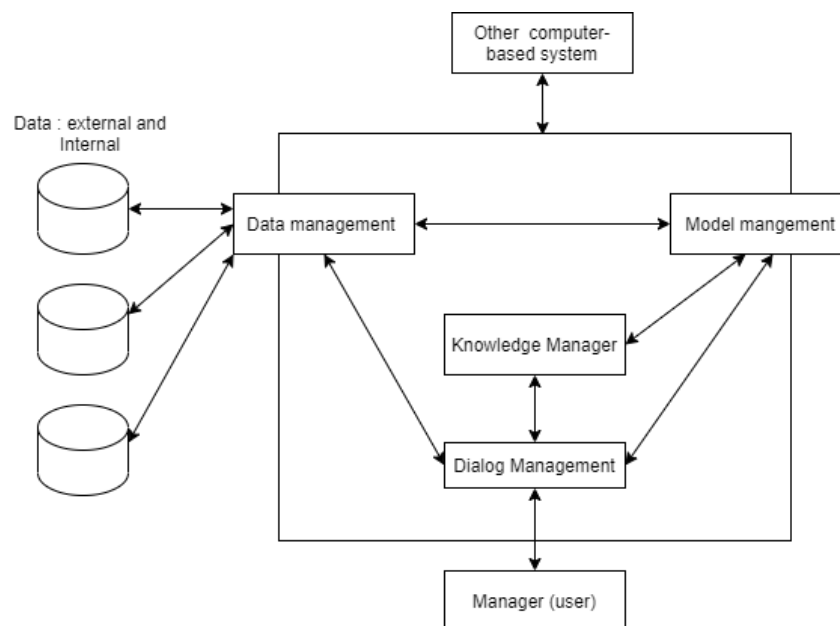 Other computer-
based system
Data : external and
Internal
Data management
Model mangement
Knowledge Manager
Dialog Management
Manager (user)